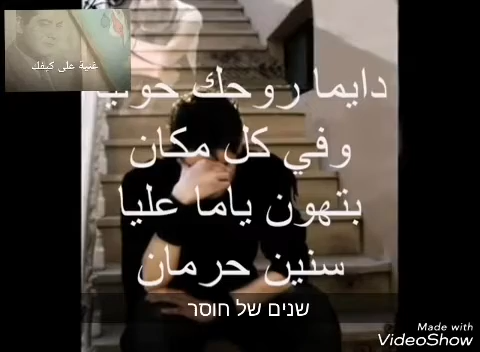 غنية على كيفك
دايما روحك
وفي كل مكان
بتهون ياما عليا
سنين حرمان
שנים של חוסר
Made with
VideoShow